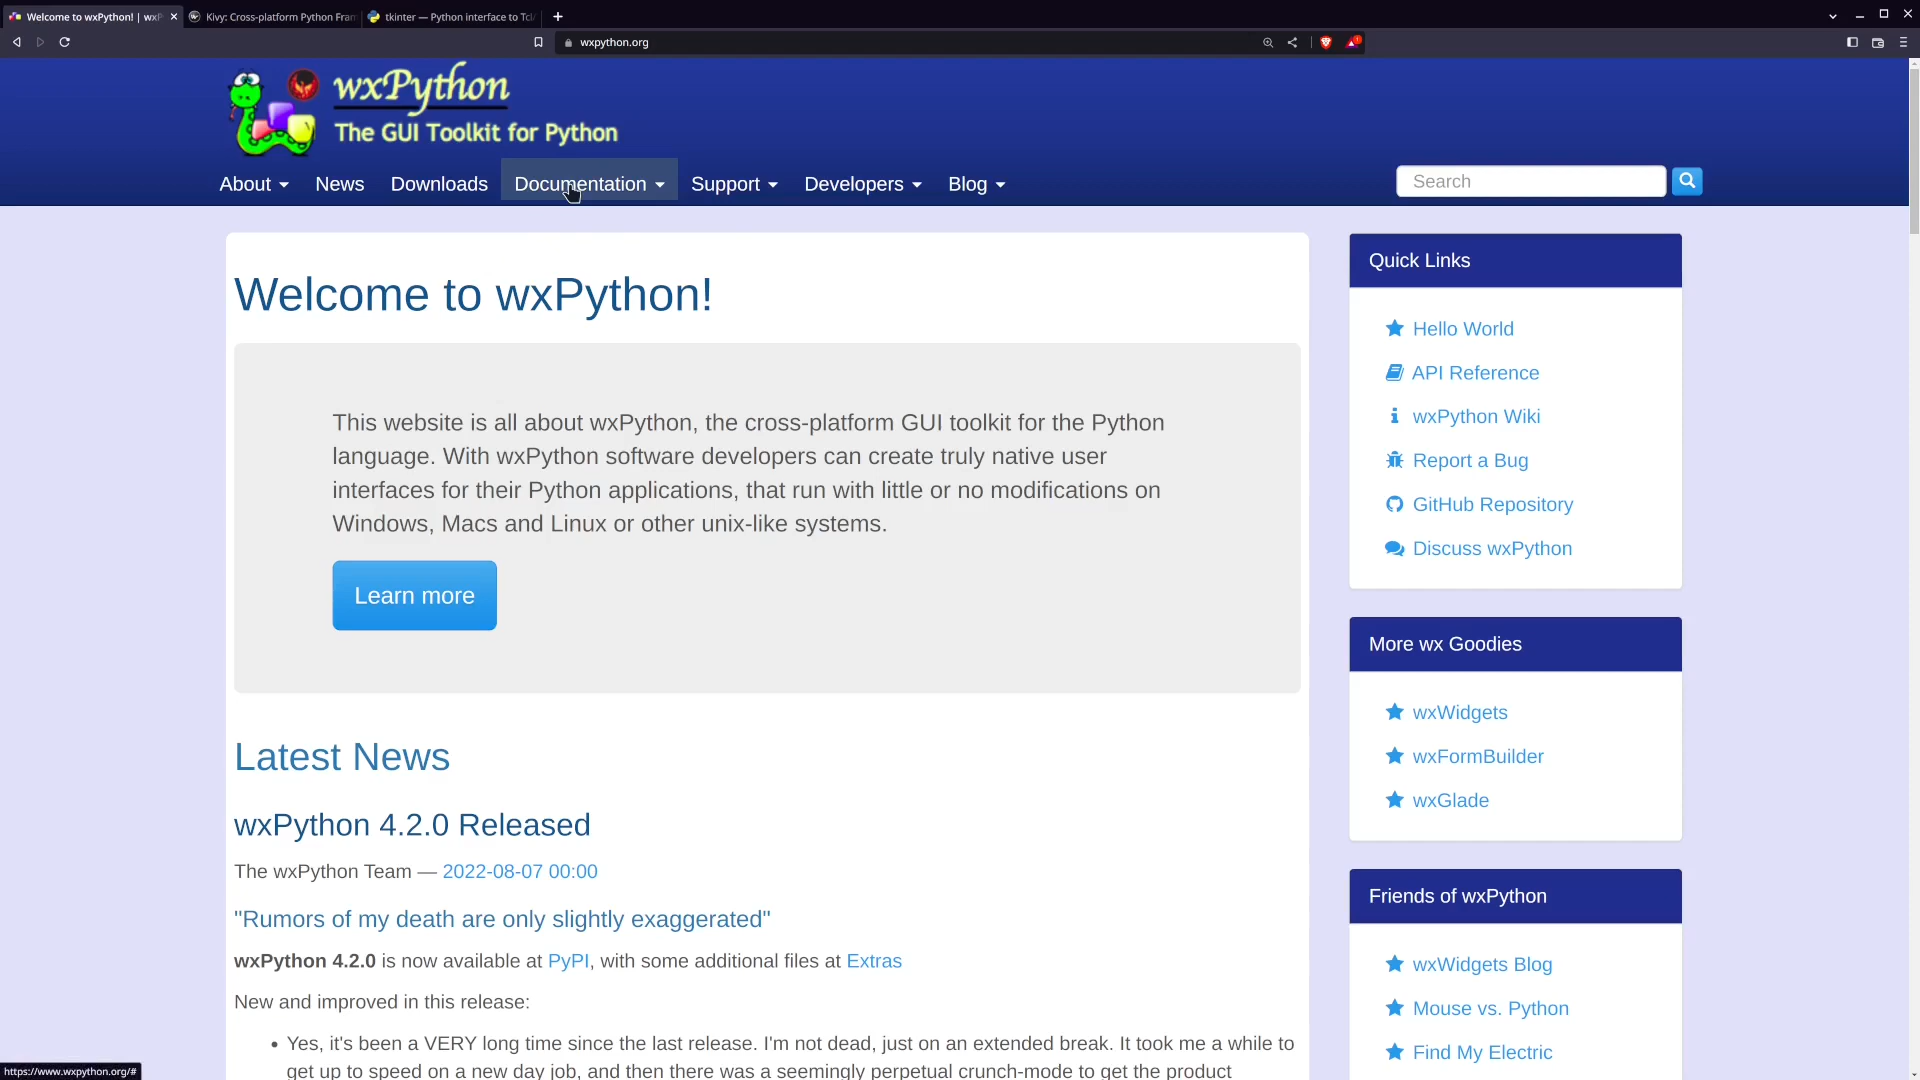 Welcome to wxPython! | wxP
Kivy: Cross-platform Python Fram
tkinter — Python interface to Tcl/
wxpython.org
wxPython
The GUI Toolkit for Python
About
News
Downloads
Documentation
Support
Developers
Blog
Search
Welcome to wxPython!
This website is all about wxPython, the cross-platform GUI toolkit for the Python
language. With wxPython software developers can create truly native user
interfaces for their Python applications, that run with little or no modifications on
Windows, Macs and Linux or other unix-like systems.
Learn more
Latest News
wxPython 4.2.0 Released
The wxPython Team — 2022-08-07 00:00
"Rumors of my death are only slightly exaggerated"
wxPython 4.2.0 is now available at PyPI, with some additional files at Extras
New and improved in this release:
• Yes, it's been a VERY long time since the last release. I'm not dead, just on an extended break. It took me a while to
get up to speed on a new day job, and then there was a seemingly perpetual crunch-mode to get the product
Quick Links
Hello World
API Reference
wxPython Wiki
Report a Bug
GitHub Repository
Discuss wxPython
More wx Goodies
wxWidgets
wxFormBuilder
wxGlade
Friends of wxPython
wxWidgets Blog
Mouse vs. Python
Find My Electric
https://www.wxpython.org/#